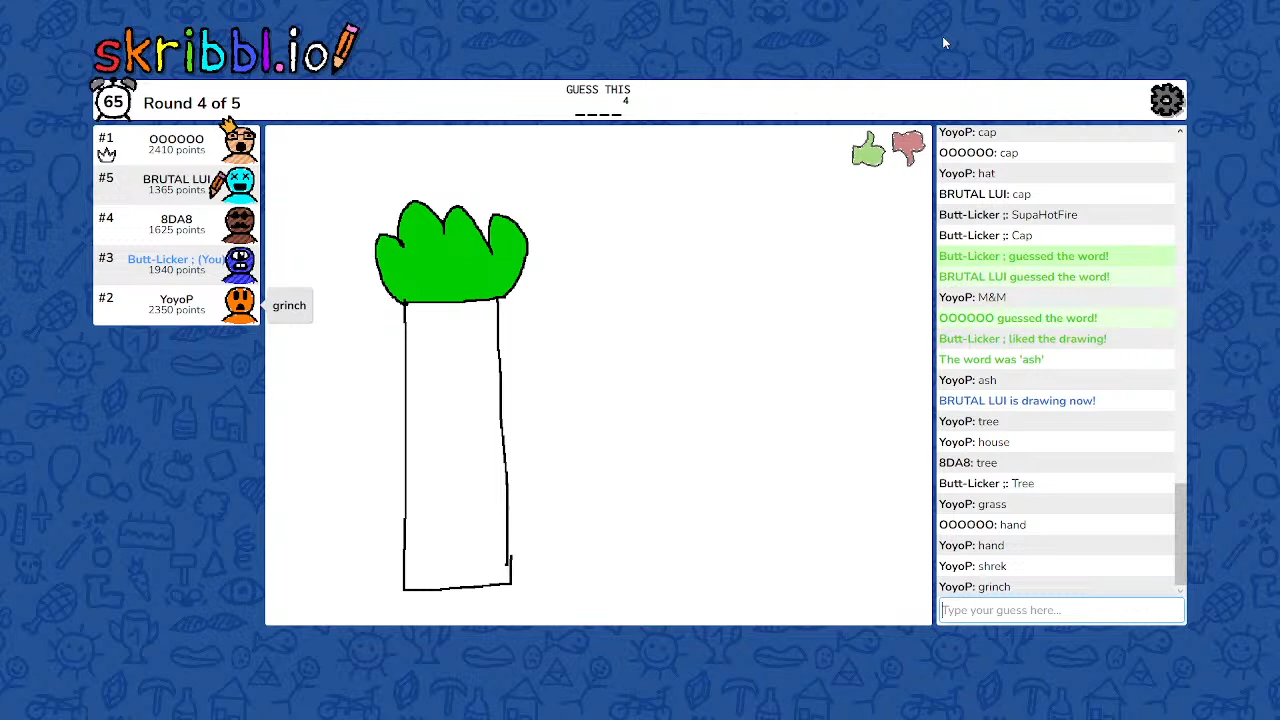 skribbl.io
65
Round 4 of 5
GUESS THIS
4
____
#1
OOOOOO
2410 points
#5
BRUTAL LUI
1365 points
#4
8DA8
1625 points
#3
Butt-Licker ; (You)
1940 points
#2
YoyoP
2350 points
grinch
YoyoP: cap
OOOOOO: cap
YoyoP: hat
BRUTAL LUI: cap
Butt-Licker ;: SupaHotFire
Butt-Licker ;: Cap
Butt-Licker ; guessed the word!
BRUTAL LUI guessed the word!
YoyoP: M&M
OOOOOO guessed the word!
Butt-Licker ; liked the drawing!
The word was 'ash'
YoyoP: ash
BRUTAL LUI is drawing now!
YoyoP: tree
YoyoP: house
8DA8: tree
Butt-Licker ;: Tree
YoyoP: grass
OOOOOO: hand
YoyoP: hand
YoyoP: shrek
YoyoP: grinch
Type your guess here...